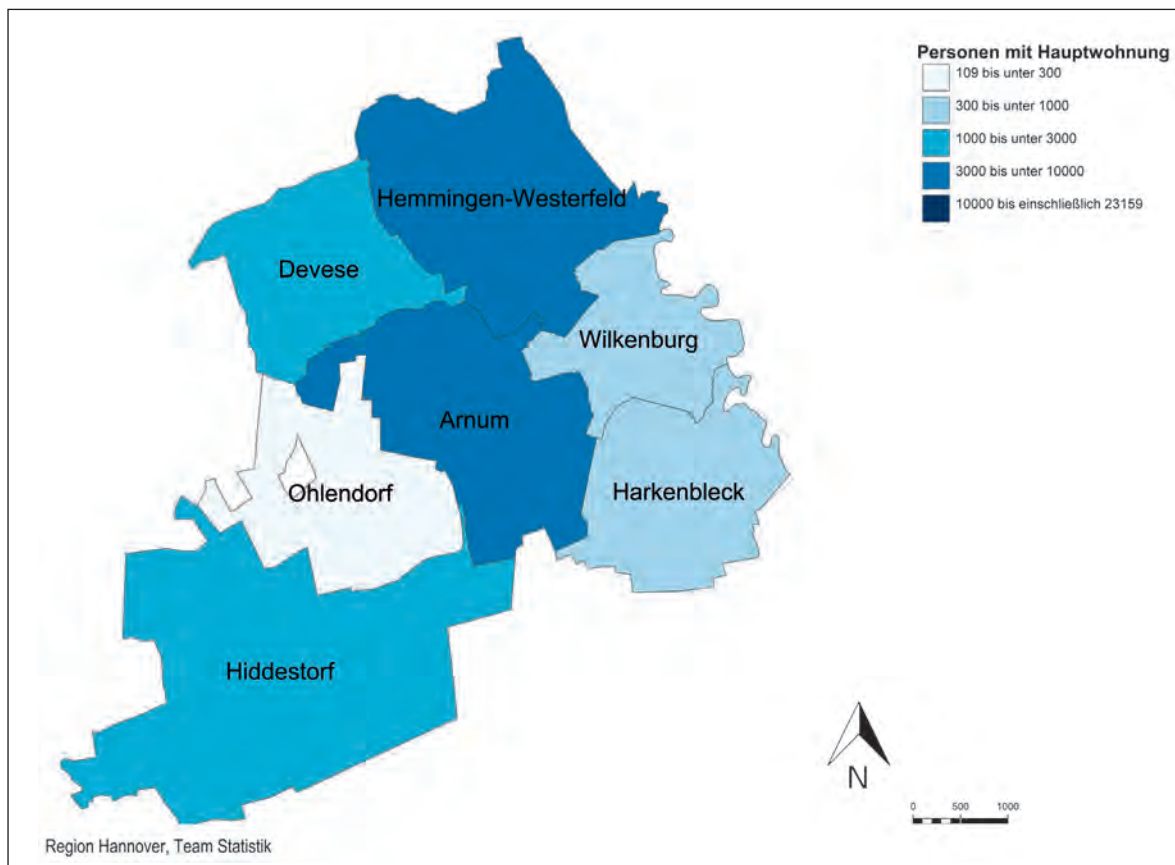 Personen mit Hauptwohnung
109 bis unter 300
300 bis unter 1000
1000 bis unter 3000
3000 bis unter 10000
10000 bis einschließlich 23159
Hemmingen-Westerfeld
Devese
Wilkenburg
Arnum
Harkenbleck
Ohlendorf
Hiddestorf
N
0 500 1000
Region Hannover, Team Statistik